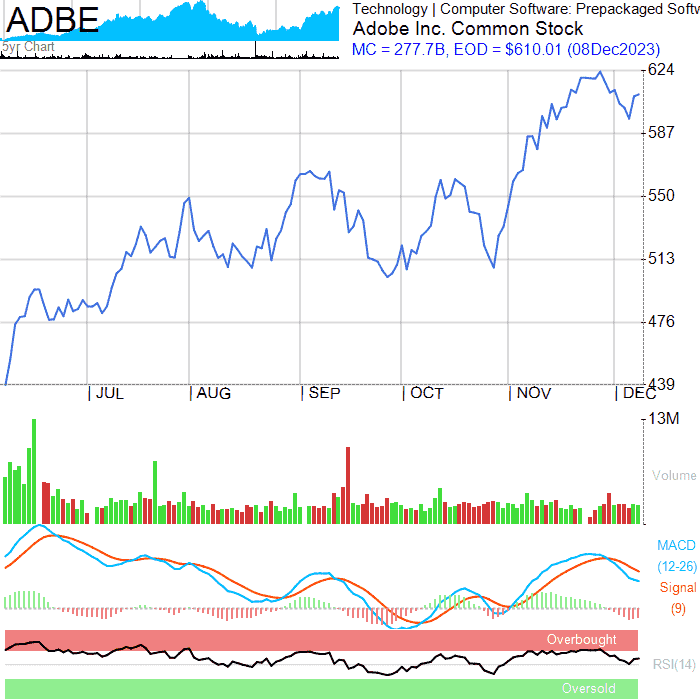 ADBE
5yr Chart
Technology | Computer Software: Prepackaged Softw
Adobe Inc. Common Stock
MC = 277.7B, EOD = $610.01 (08Dec2023)
624
587
550
513
476
439
JUL
AUG
SEP
OCT
NOV
DEC
13M
Volume
MACD
(12-26)
Signal
(9)
Overbought
RSI(14)
Oversold